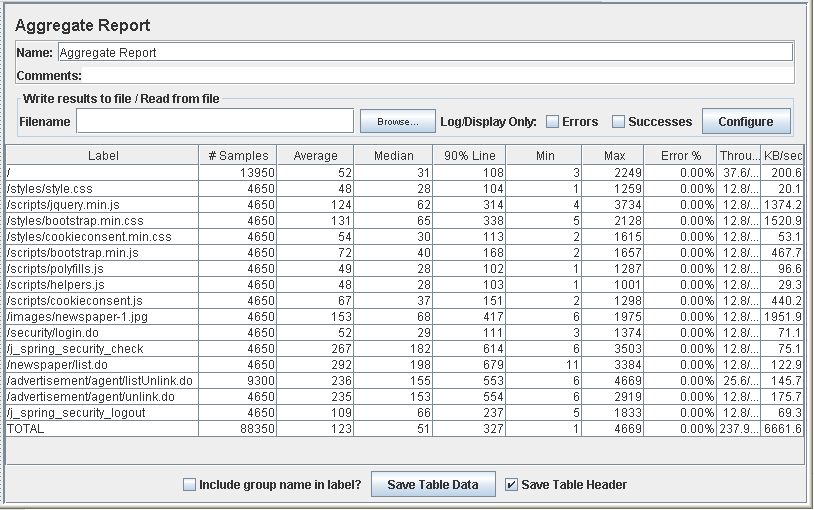 Aggregate Report
Name: Aggregate Report
Comments:
Write results to file / Read from file
Filename Browse... Log/Display Only: Errors Successes Configure
Label # Samples Average Median 90% Line Min Max Error % Throu... KB/sec
/ 13950 52 31 108 3 2249 0.00% 37.6/... 200.6
/styles/style.css 4650 48 28 104 1 1259 0.00% 12.8/... 20.1
/scripts/jquery.min.js 4650 124 62 314 4 3734 0.00% 12.8/... 1374.2
/styles/bootstrap.min.css 4650 131 65 338 5 2128 0.00% 12.8/... 1520.9
/styles/cookieconsent.min.css 4650 54 30 113 2 1615 0.00% 12.8/... 53.1
/scripts/bootstrap.min.js 4650 72 40 168 2 1657 0.00% 12.8/... 467.7
/scripts/polyfills.js 4650 49 28 102 1 1287 0.00% 12.8/... 96.6
/scripts/helpers.js 4650 48 28 103 1 1001 0.00% 12.8/... 29.3
/scripts/cookieconsent.js 4650 67 37 151 2 1298 0.00% 12.8/... 440.2
/images/newspaper-1.jpg 4650 154 68 417 6 1975 0.00% 12.8/... 1951.9
/security/login.do 4650 52 29 111 3 1374 0.00% 12.8/... 71.1
/j_spring_security_check 4650 267 182 614 6 3503 0.00% 12.8/... 75.1
/newspaper/list.do 4650 292 198 679 11 3384 0.00% 12.8/... 122.9
/advertisement/agent/listUnlink.do 9300 236 155 553 6 4669 0.00% 25.6/... 145.7
/advertisement/agent/unlink.do 4650 235 153 554 6 2919 0.00% 12.8/... 175.7
/j_spring_security_logout 4650 109 66 237 5 1833 0.00% 12.8/... 69.3
TOTAL 88350 123 51 327 1 4669 0.00% 237.9... 6661.6
Include group name in label? Save Table Data Save Table Header